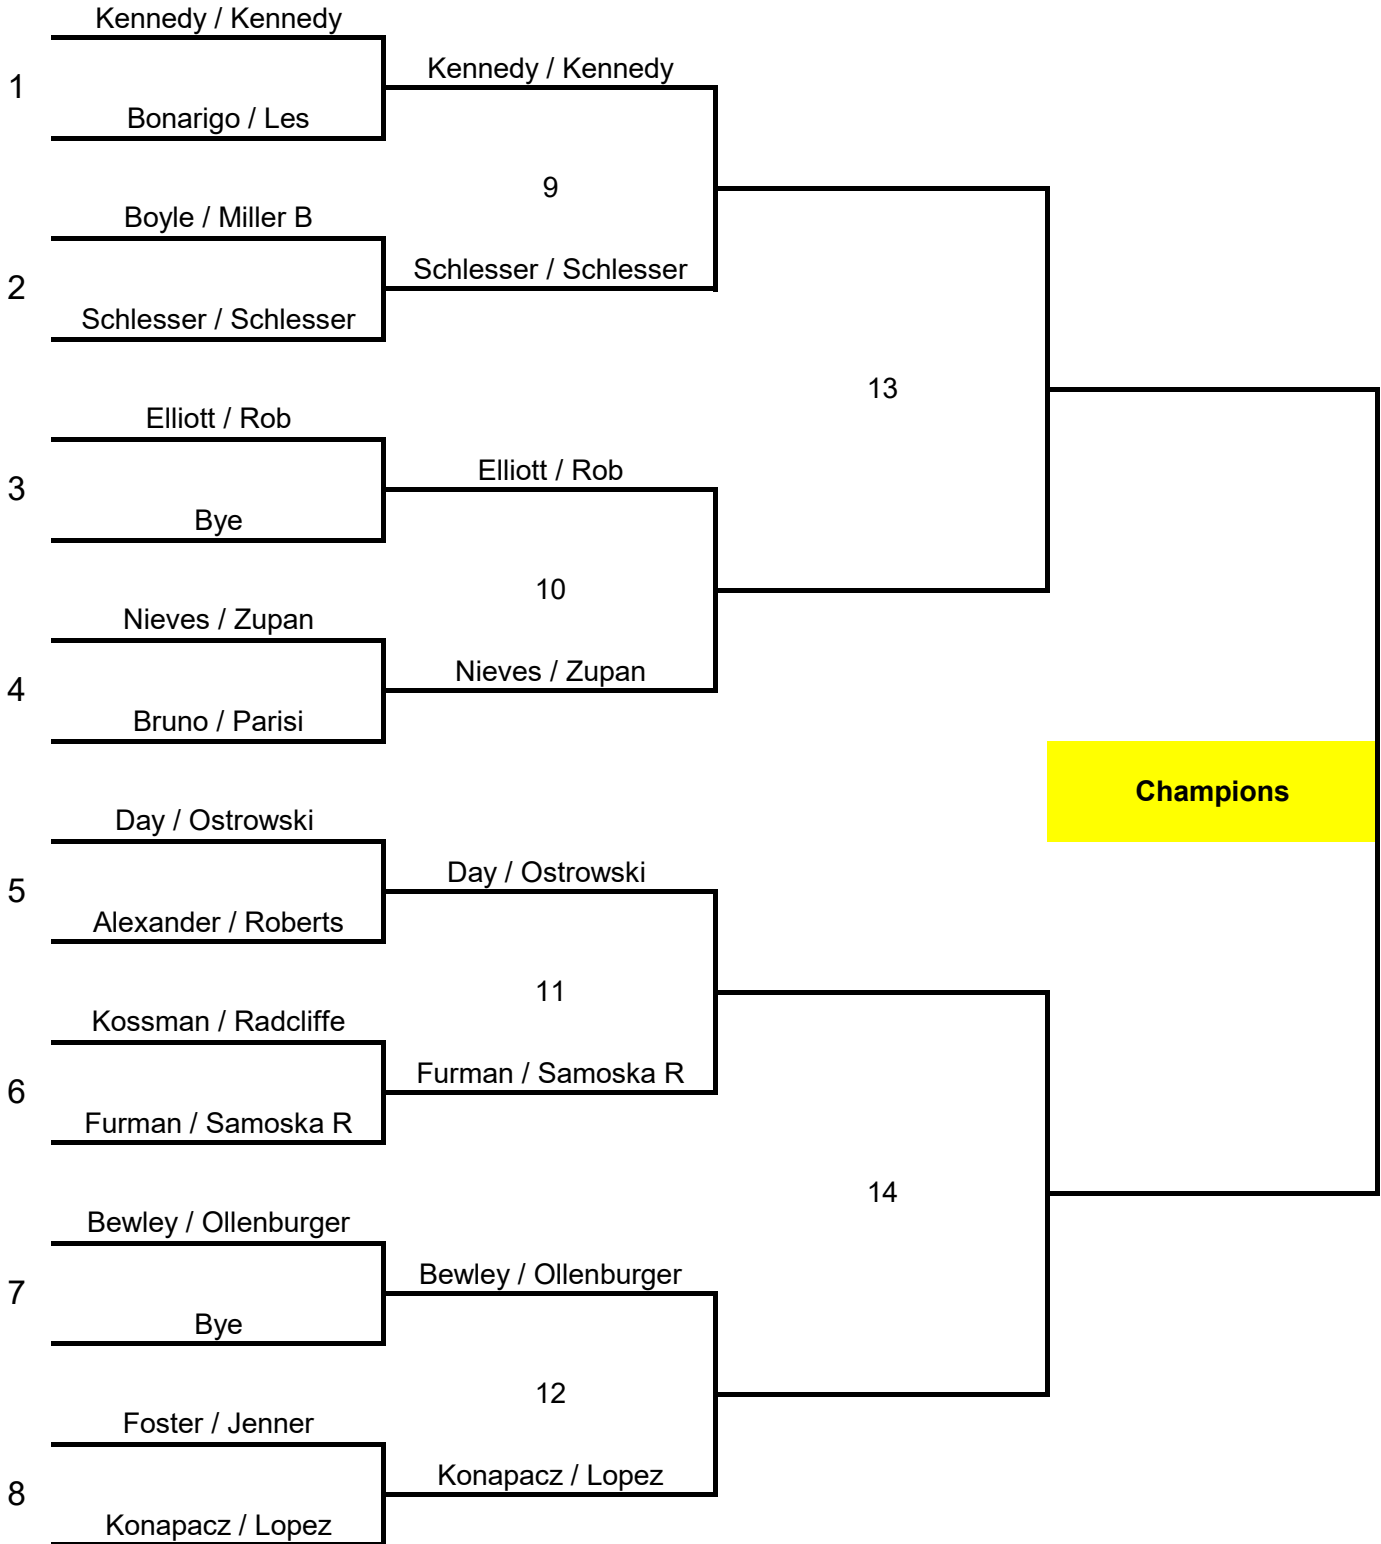 Kennedy / Kennedy
Kennedy / Kennedy
1
Bonarigo / Les
9
Boyle / Miller B
Schlesser / Schlesser
2
Schlesser / Schlesser
13
Elliott / Rob
Elliott / Rob
3
Bye
10
Nieves / Zupan
Nieves / Zupan
4
Bruno / Parisi
Champions
Day / Ostrowski
Day / Ostrowski
5
Alexander / Roberts
11
Kossman / Radcliffe
Furman / Samoska R
6
Furman / Samoska R
14
Bewley / Ollenburger
Bewley / Ollenburger
7
Bye
12
Foster / Jenner
Konapacz / Lopez
8
Konapacz / Lopez